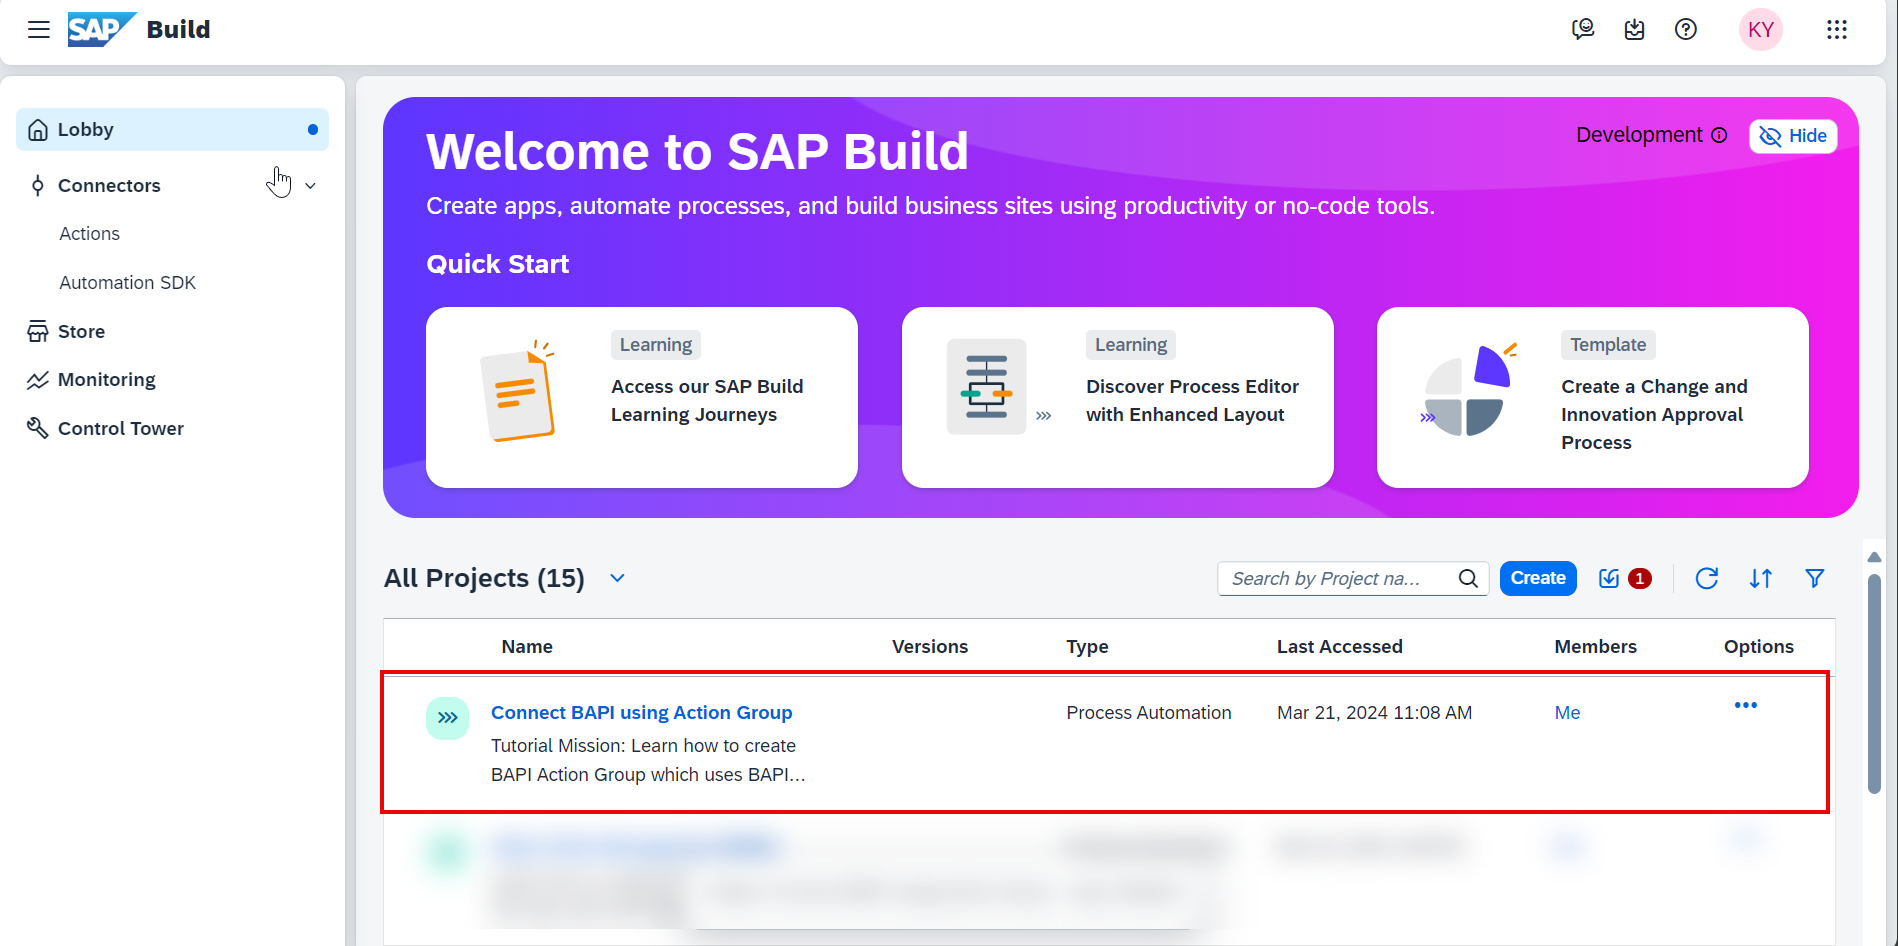 SAP Build
KY
Lobby
Connectors
Actions
Automation SDK
Store
Monitoring
Control Tower
Welcome to SAP Build
Development
Hide
Create apps, automate processes, and build business sites using productivity or no-code tools.
Quick Start
Learning
Access our SAP Build
Learning Journeys
Learning
Discover Process Editor
with Enhanced Layout
Template
Create a Change and
Innovation Approval
Process
All Projects (15)
Search by Project na...
Create
1
Name Versions Type Last Accessed Members Options
Connect BAPI using Action Group Process Automation Mar 21, 2024 11:08 AM Me
Tutorial Mission: Learn how to create
BAPI Action Group which uses BAPI...